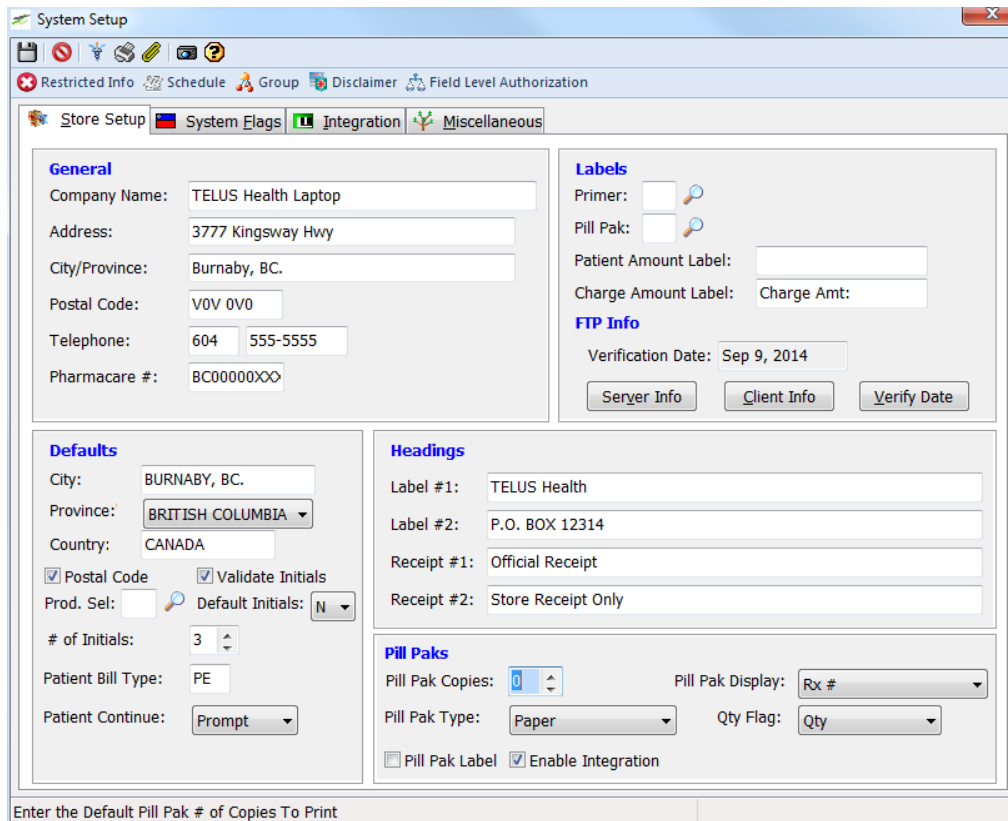 System Setup
Restricted Info Schedule Group Disclaimer Field Level Authorization
Store Setup System Flags Integration Miscellaneous
General
Company Name: TELUS Health Laptop
Address: 3777 Kingsway Hwy
City/Province: Burnaby, BC.
Postal Code: V0V 0V0
Telephone: 604 555-5555
Pharmacare #: BC00000XXX
Labels
Primer:
Pill Pak:
Patient Amount Label:
Charge Amount Label: Charge Amt:
FTP Info
Verification Date: Sep 9, 2014
Server Info Client Info Verify Date
Defaults
City: BURNABY, BC.
Province: BRITISH COLUMBIA
Country: CANADA
Postal Code Validate Initials
Prod. Sel: Default Initials: N
# of Initials: 3
Patient Bill Type: PE
Patient Continue: Prompt
Headings
Label #1: TELUS Health
Label #2: P.O. BOX 12314
Receipt #1: Official Receipt
Receipt #2: Store Receipt Only
Pill Paks
Pill Pak Copies: 0 Pill Pak Display: Rx #
Pill Pak Type: Paper Qty Flag: Qty
Pill Pak Label Enable Integration
Enter the Default Pill Pak # of Copies To Print